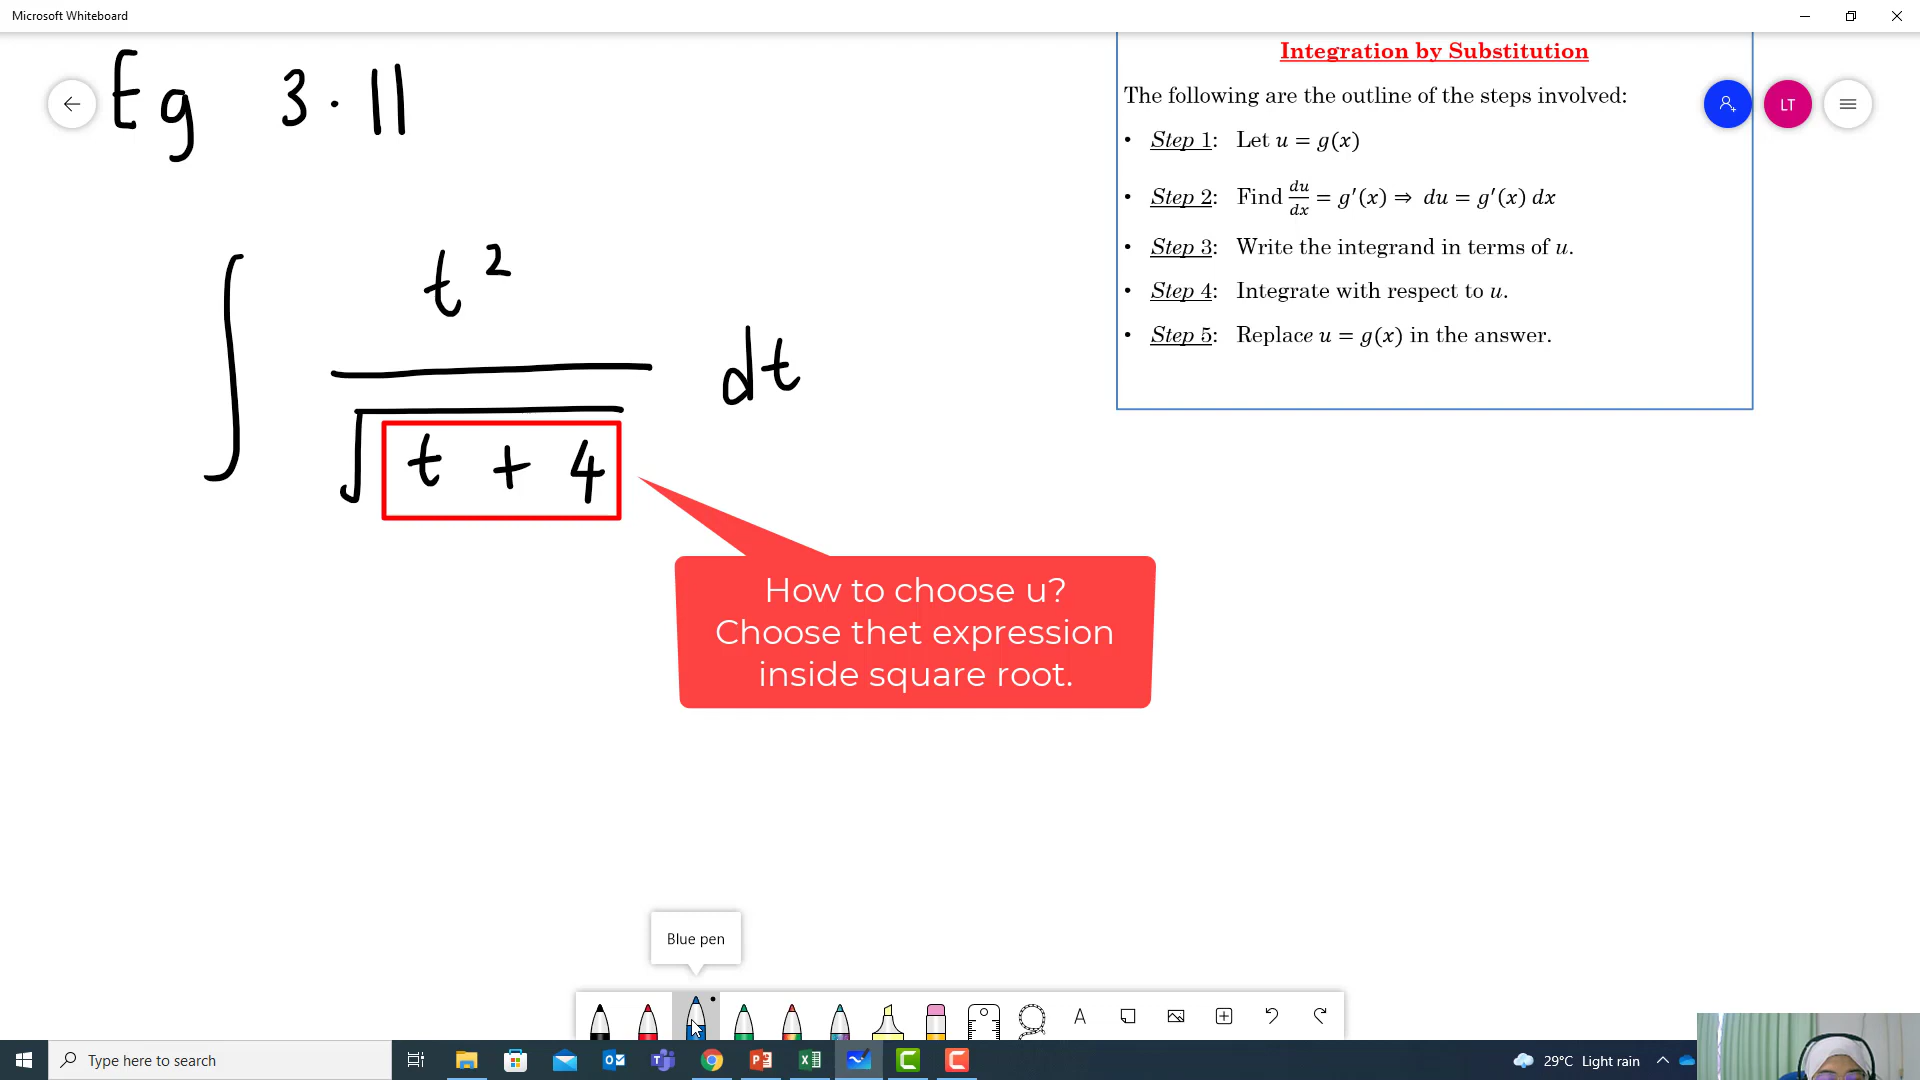 Microsoft Whiteboard
Eg 3.11
∫ t² / √(t + 4) dt
Integration by Substitution
The following are the outline of the steps involved:
• Step 1: Let u = g(x)
• Step 2: Find du/dx = g′(x) ⇒ du = g′(x) dx
• Step 3: Write the integrand in terms of u.
• Step 4: Integrate with respect to u.
• Step 5: Replace u = g(x) in the answer.
LT
How to choose u?
Choose thet expression
inside square root.
Blue pen
A
Type here to search
29°C Light rain